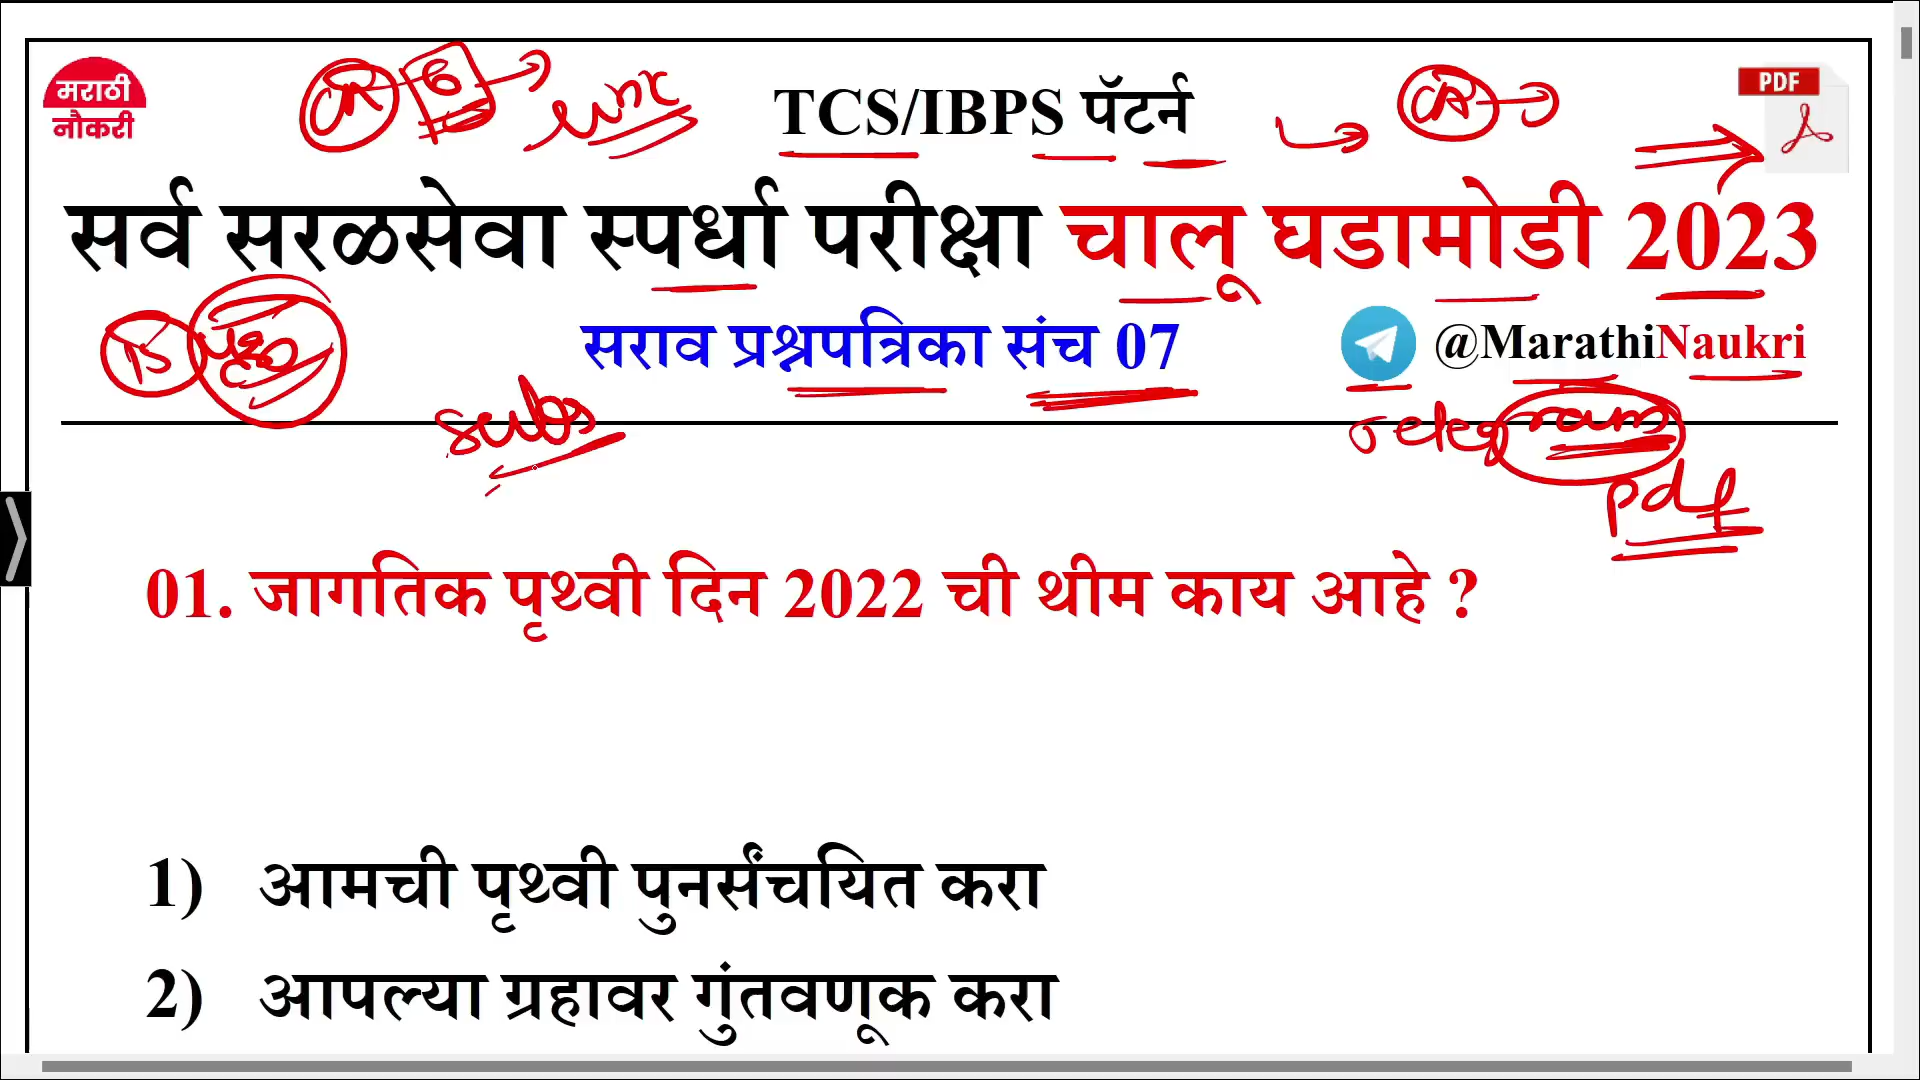 मराठी
नौकरी
TCS/IBPS पॅटर्न
PDF
सर्व सरळसेवा स्पर्धा परीक्षा चालू घडामोडी 2023
सराव प्रश्नपत्रिका संच 07
@MarathiNaukri
subs
telegram
pdf
01. जागतिक पृथ्वी दिन 2022 ची थीम काय आहे ?
1) आमची पृथ्वी पुनर्संचयित करा
2) आपल्या ग्रहावर गुंतवणूक करा